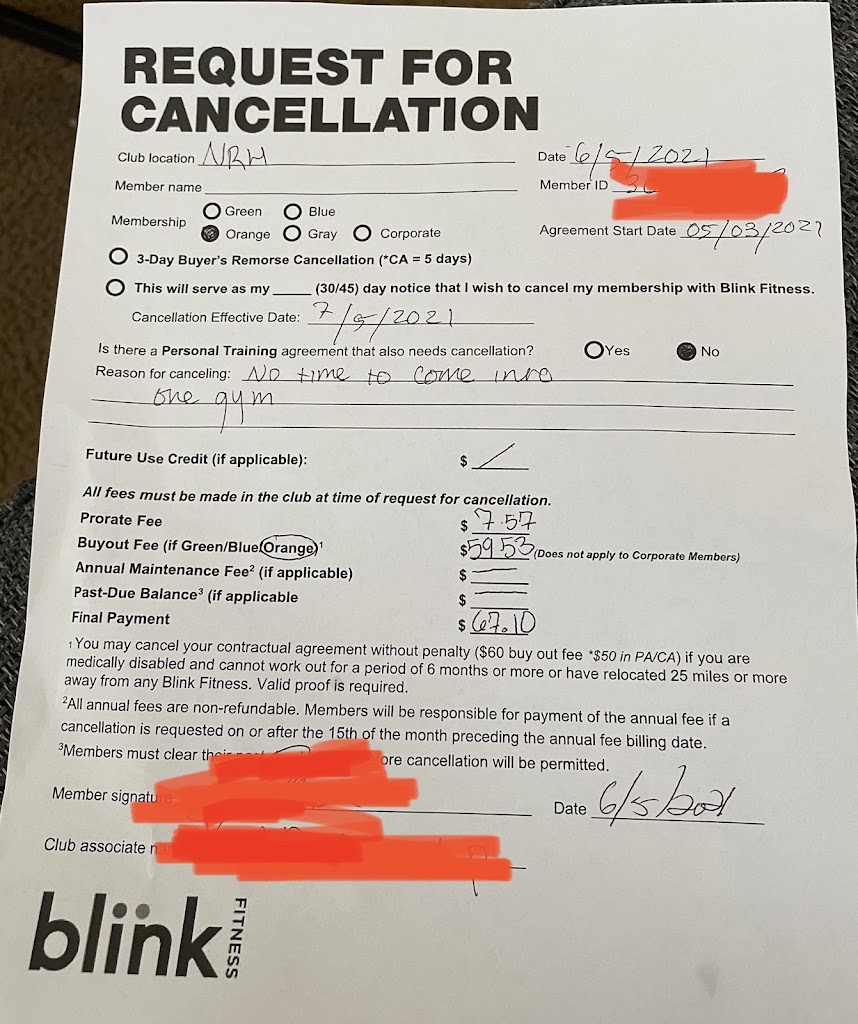 REQUEST FOR
CANCELLATION
Club location NRH Date 6/5/2021
Member name Member ID
Membership Green Blue
Orange Gray Corporate Agreement Start Date 05/03/2021
3-Day Buyer's Remorse Cancellation (*CA = 5 days)
This will serve as my _____ (30/45) day notice that I wish to cancel my membership with Blink Fitness.
Cancellation Effective Date: 7/5/2021
Is there a Personal Training agreement that also needs cancellation? Yes No
Reason for canceling: No time to come
gym
Future Use Credit (if applicable): $
All fees must be made in the club at time of request for cancellation.
Prorate Fee $ 7.57
Buyout Fee (if Green/Blue/Orange)¹ $59.53 (Does not apply to Corporate Members)
Annual Maintenance Fee² (if applicable) $ —
Past-Due Balance³ (if applicable $ —
Final Payment $ 67.10
¹You may cancel your contractual agreement without penalty ($60 buy out fee *$50 in PA/CA) if you are
medically disabled and cannot work out for a period of 6 months or more or have relocated 25 miles or more
away from any Blink Fitness. Valid proof is required.
²All annual fees are non-refundable. Members will be responsible for payment of the annual fee if a
cancellation is requested on or after the 15th of the month preceding the annual fee billing date.
³Members must clear cancellation will be permitted.
Member signature Date 6/5/2021
Club associate
blink FITNESS